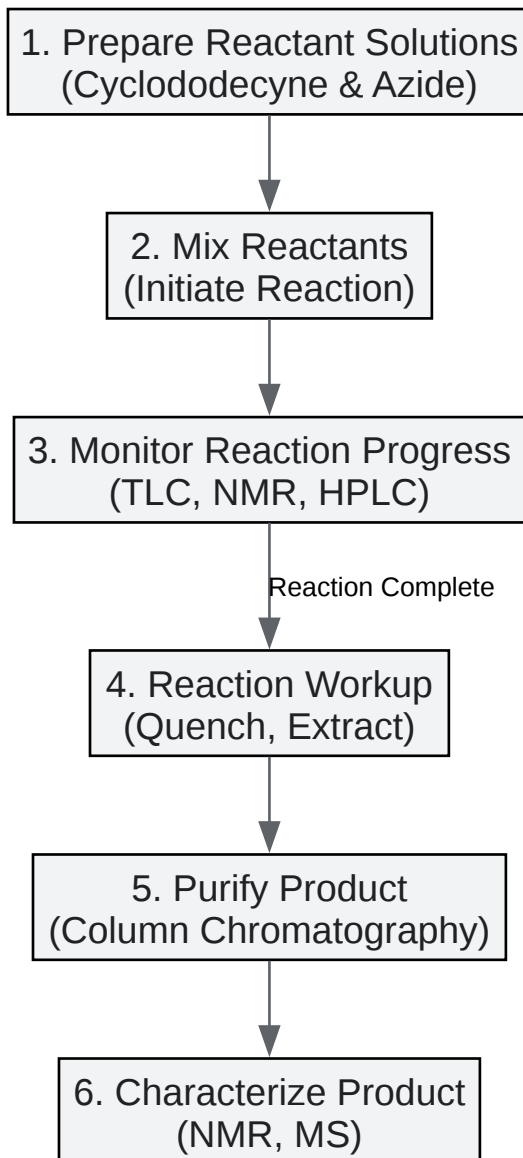 1. Prepare Reactant Solutions
(Cyclododecyne & Azide)
2. Mix Reactants
(Initiate Reaction)
3. Monitor Reaction Progress
(TLC, NMR, HPLC)
Reaction Complete
4. Reaction Workup
(Quench, Extract)
5. Purify Product
(Column Chromatography)
6. Characterize Product
(NMR, MS)